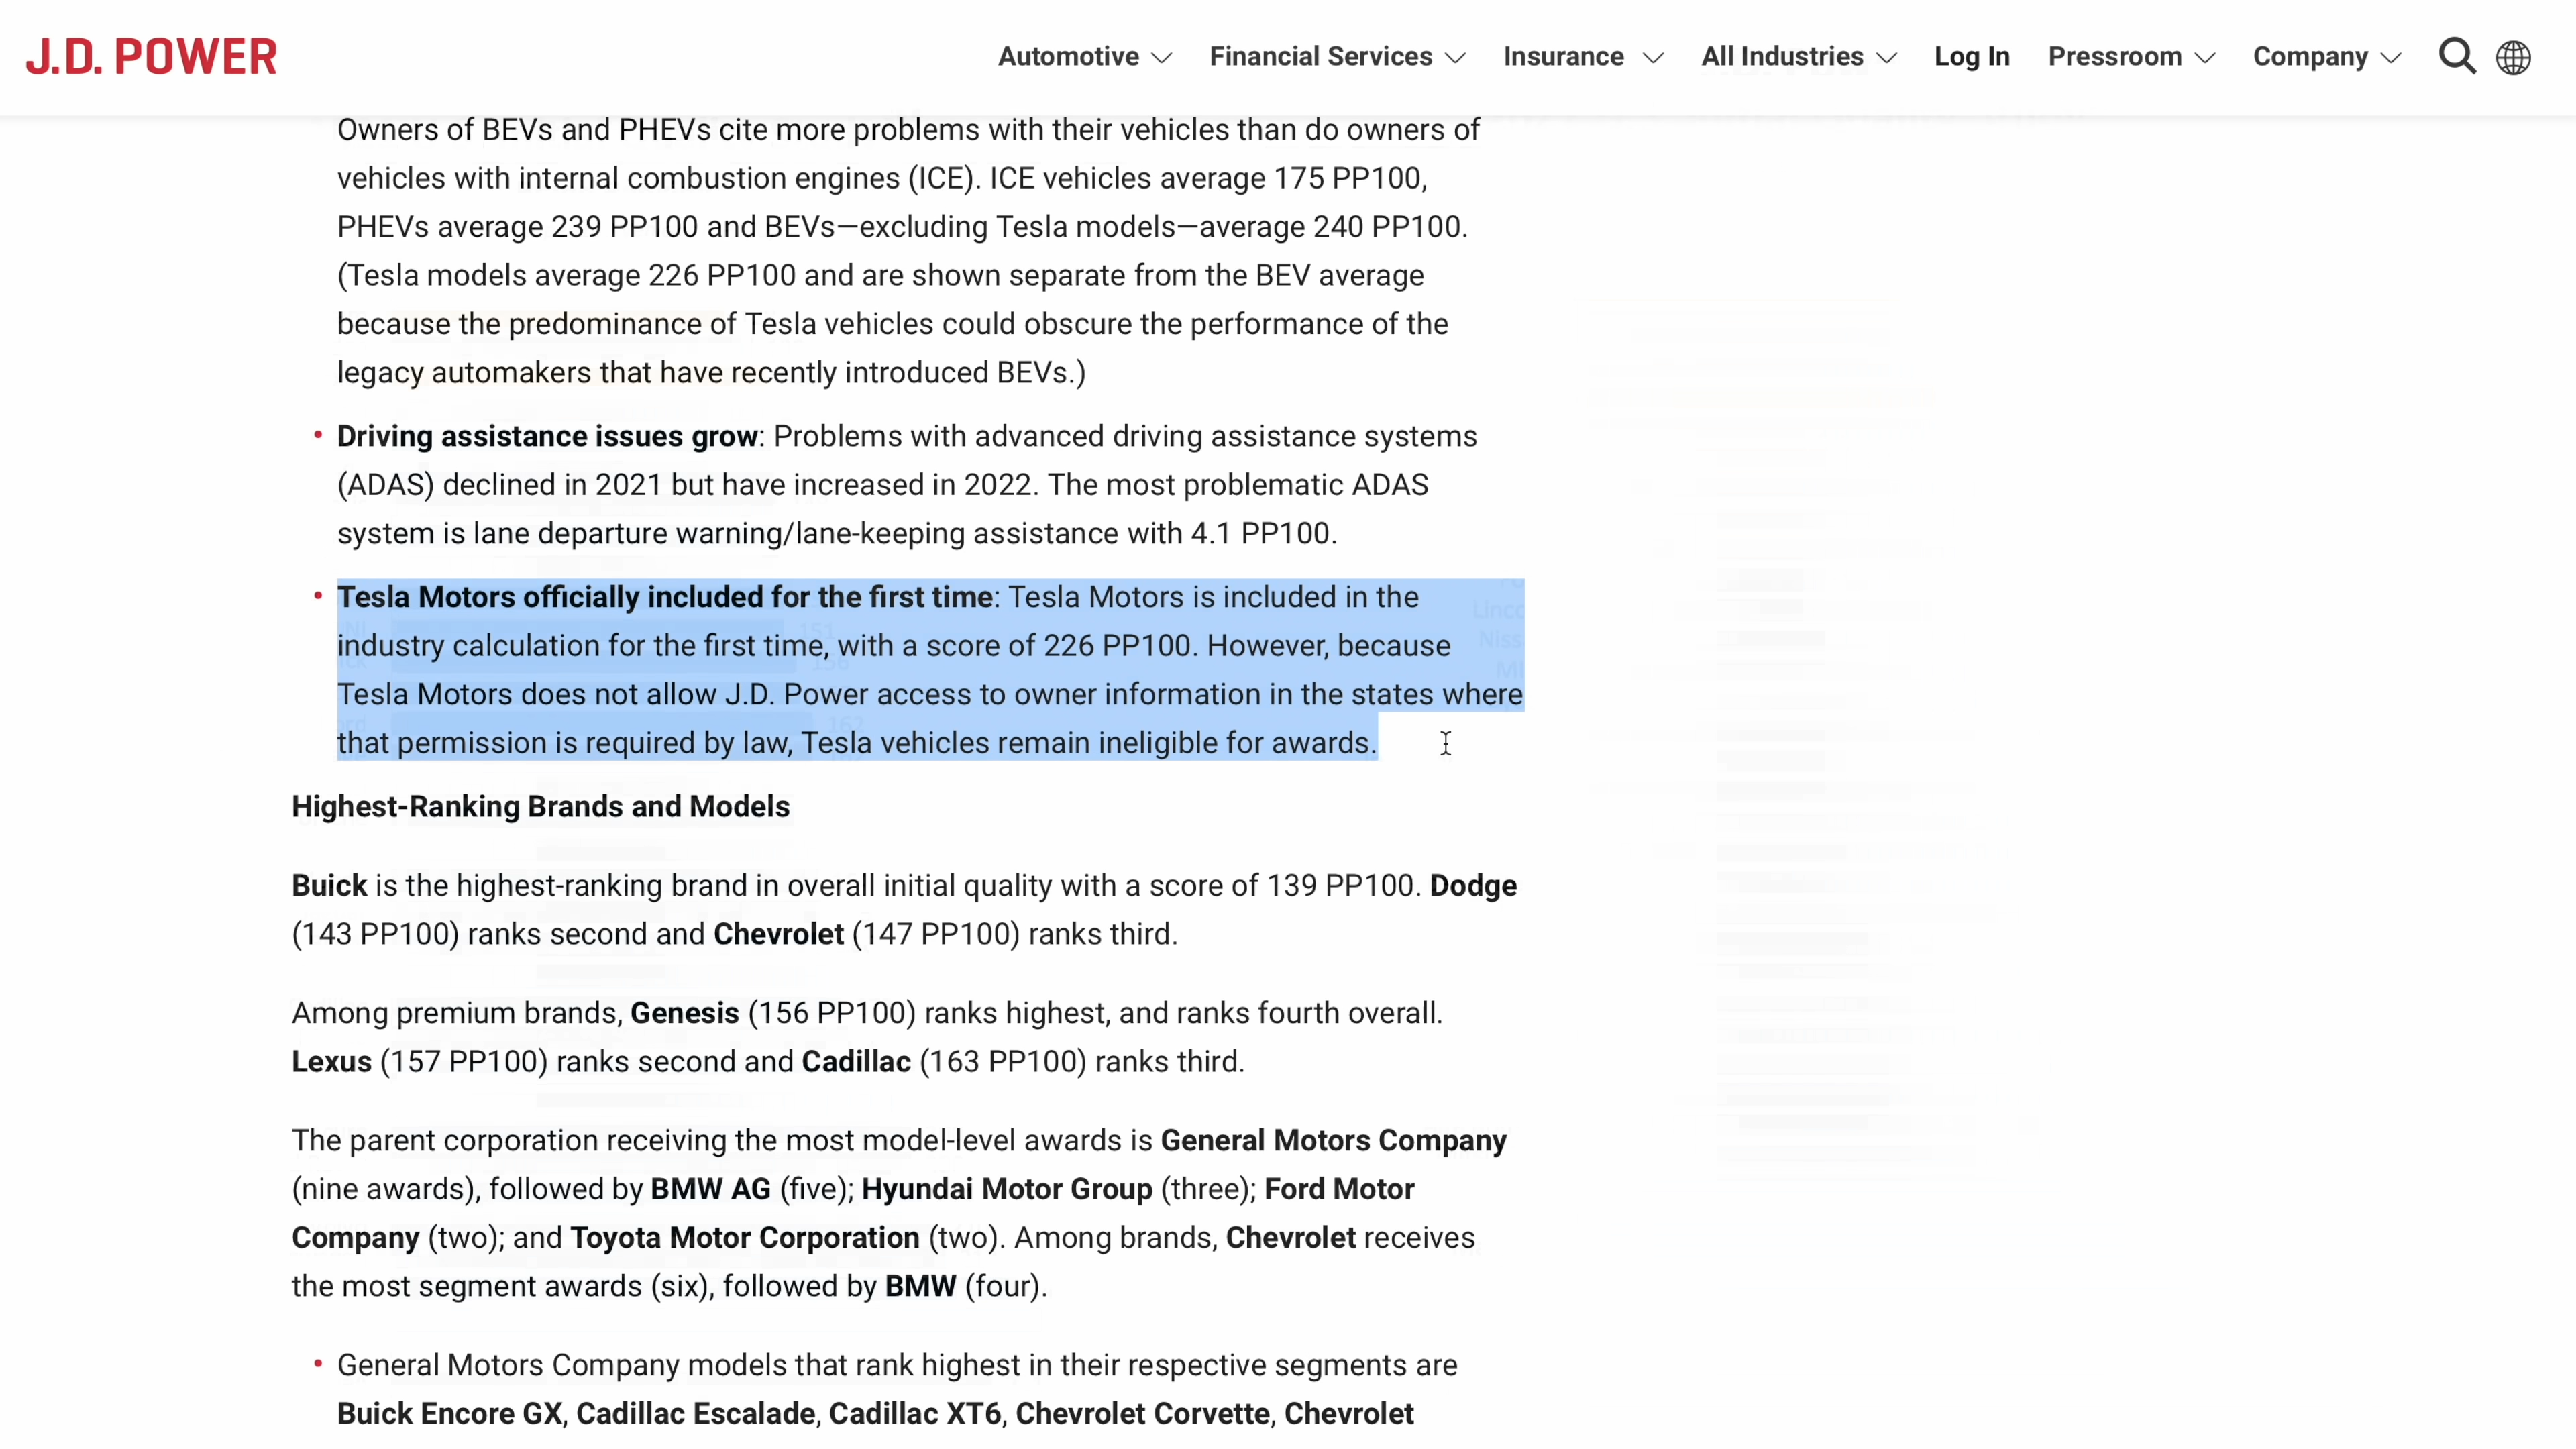 J.D. POWER
Automotive
Financial Services
Insurance
All Industries
Log In
Pressroom
Company
Owners of BEVs and PHEVs cite more problems with their vehicles than do owners of
vehicles with internal combustion engines (ICE). ICE vehicles average 175 PP100,
PHEVs average 239 PP100 and BEVs—excluding Tesla models—average 240 PP100.
(Tesla models average 226 PP100 and are shown separate from the BEV average
because the predominance of Tesla vehicles could obscure the performance of the
legacy automakers that have recently introduced BEVs.)
• Driving assistance issues grow: Problems with advanced driving assistance systems
(ADAS) declined in 2021 but have increased in 2022. The most problematic ADAS
system is lane departure warning/lane-keeping assistance with 4.1 PP100.
• Tesla Motors officially included for the first time: Tesla Motors is included in the
industry calculation for the first time, with a score of 226 PP100. However, because
Tesla Motors does not allow J.D. Power access to owner information in the states where
that permission is required by law, Tesla vehicles remain ineligible for awards.
Highest-Ranking Brands and Models
Buick is the highest-ranking brand in overall initial quality with a score of 139 PP100. Dodge
(143 PP100) ranks second and Chevrolet (147 PP100) ranks third.
Among premium brands, Genesis (156 PP100) ranks highest, and ranks fourth overall.
Lexus (157 PP100) ranks second and Cadillac (163 PP100) ranks third.
The parent corporation receiving the most model-level awards is General Motors Company
(nine awards), followed by BMW AG (five); Hyundai Motor Group (three); Ford Motor
Company (two); and Toyota Motor Corporation (two). Among brands, Chevrolet receives
the most segment awards (six), followed by BMW (four).
• General Motors Company models that rank highest in their respective segments are
Buick Encore GX, Cadillac Escalade, Cadillac XT6, Chevrolet Corvette, Chevrolet